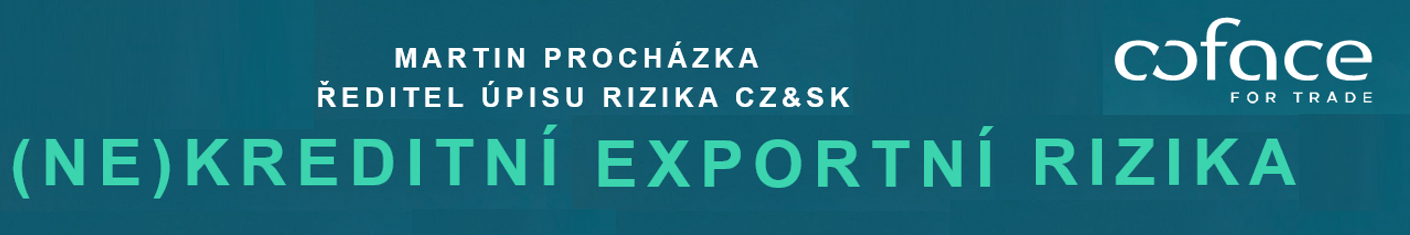 MARTIN PROCHÁZKA
ŘEDITEL ÚPISU RIZIKA CZ&SK
coface
FOR TRADE
(NE)KREDITNÍ EXPORTNÍ RIZIKA